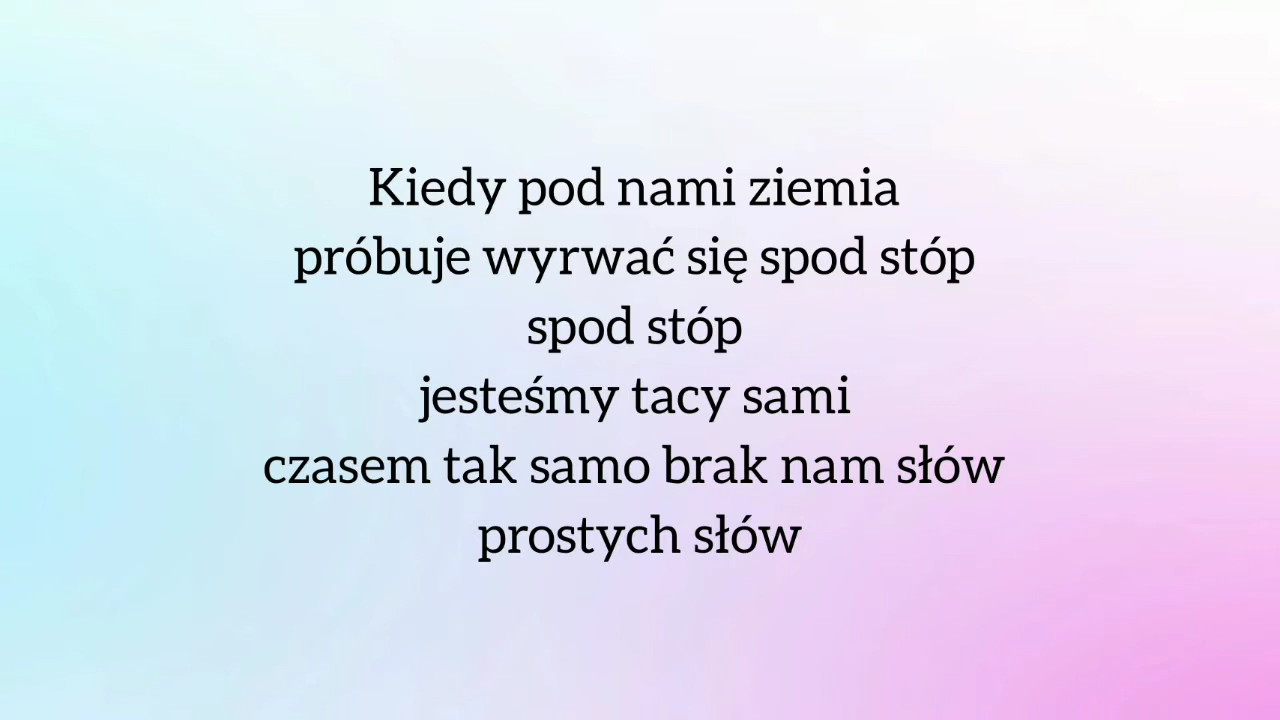 Kiedy pod nami ziemia
próbuje wyrwać się spod stóp
spod stóp
jesteśmy tacy sami
czasem tak samo brak nam słów
prostych słów